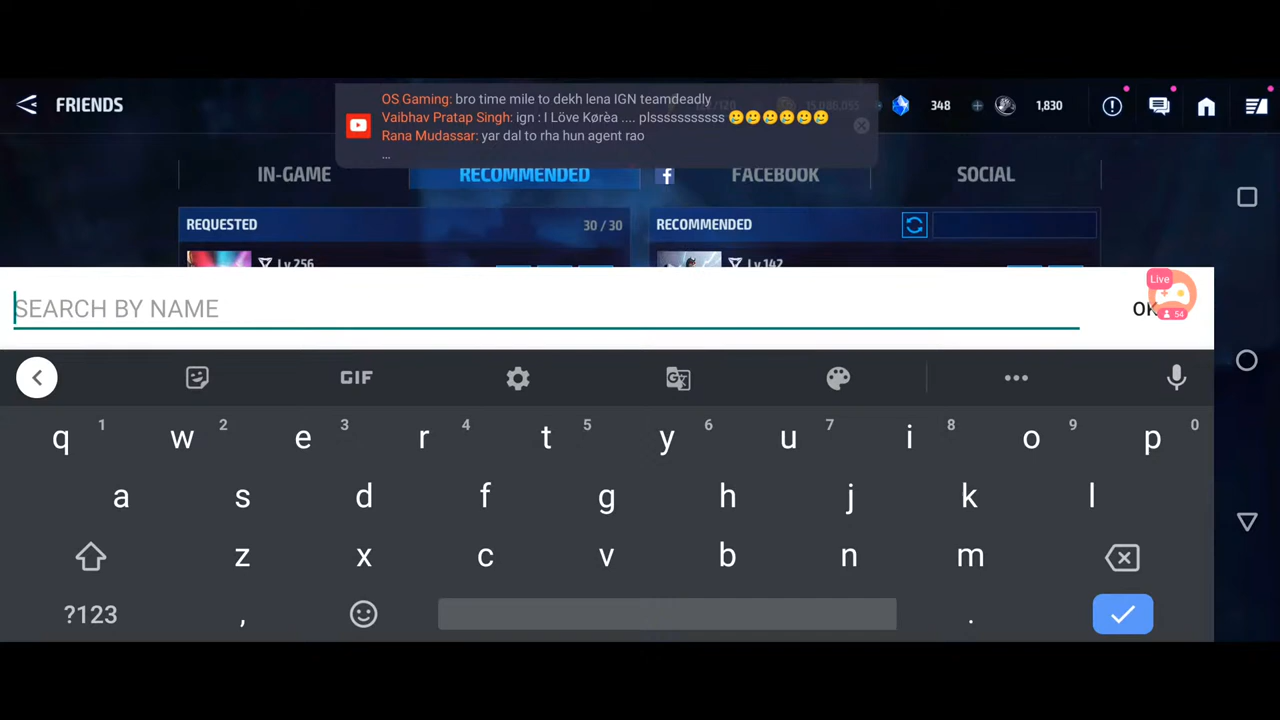 OS Gaming: bro time mile to dekh lena IGN teamdeadly
FRIENDS
348
1,830
Vaibhav Pratap Singh: ign : I Löve Kørèa .... plsssssssssss 🥲🥲🥲🥲🥲🥲
Rana Mudassar: yar dal to rha hun agent rao
...
IN-GAME
RECOMMENDED
FACEBOOK
SOCIAL
REQUESTED
30 / 30
RECOMMENDED
Lv.256
Lv.142
Live
SEARCH BY NAME
OK
54
GIF
q 1 w 2 e 3 r 4 t 5 y 6 u 7 i 8 o 9 p 0
a s d f g h j k l
z x c v b n m
?123 , .